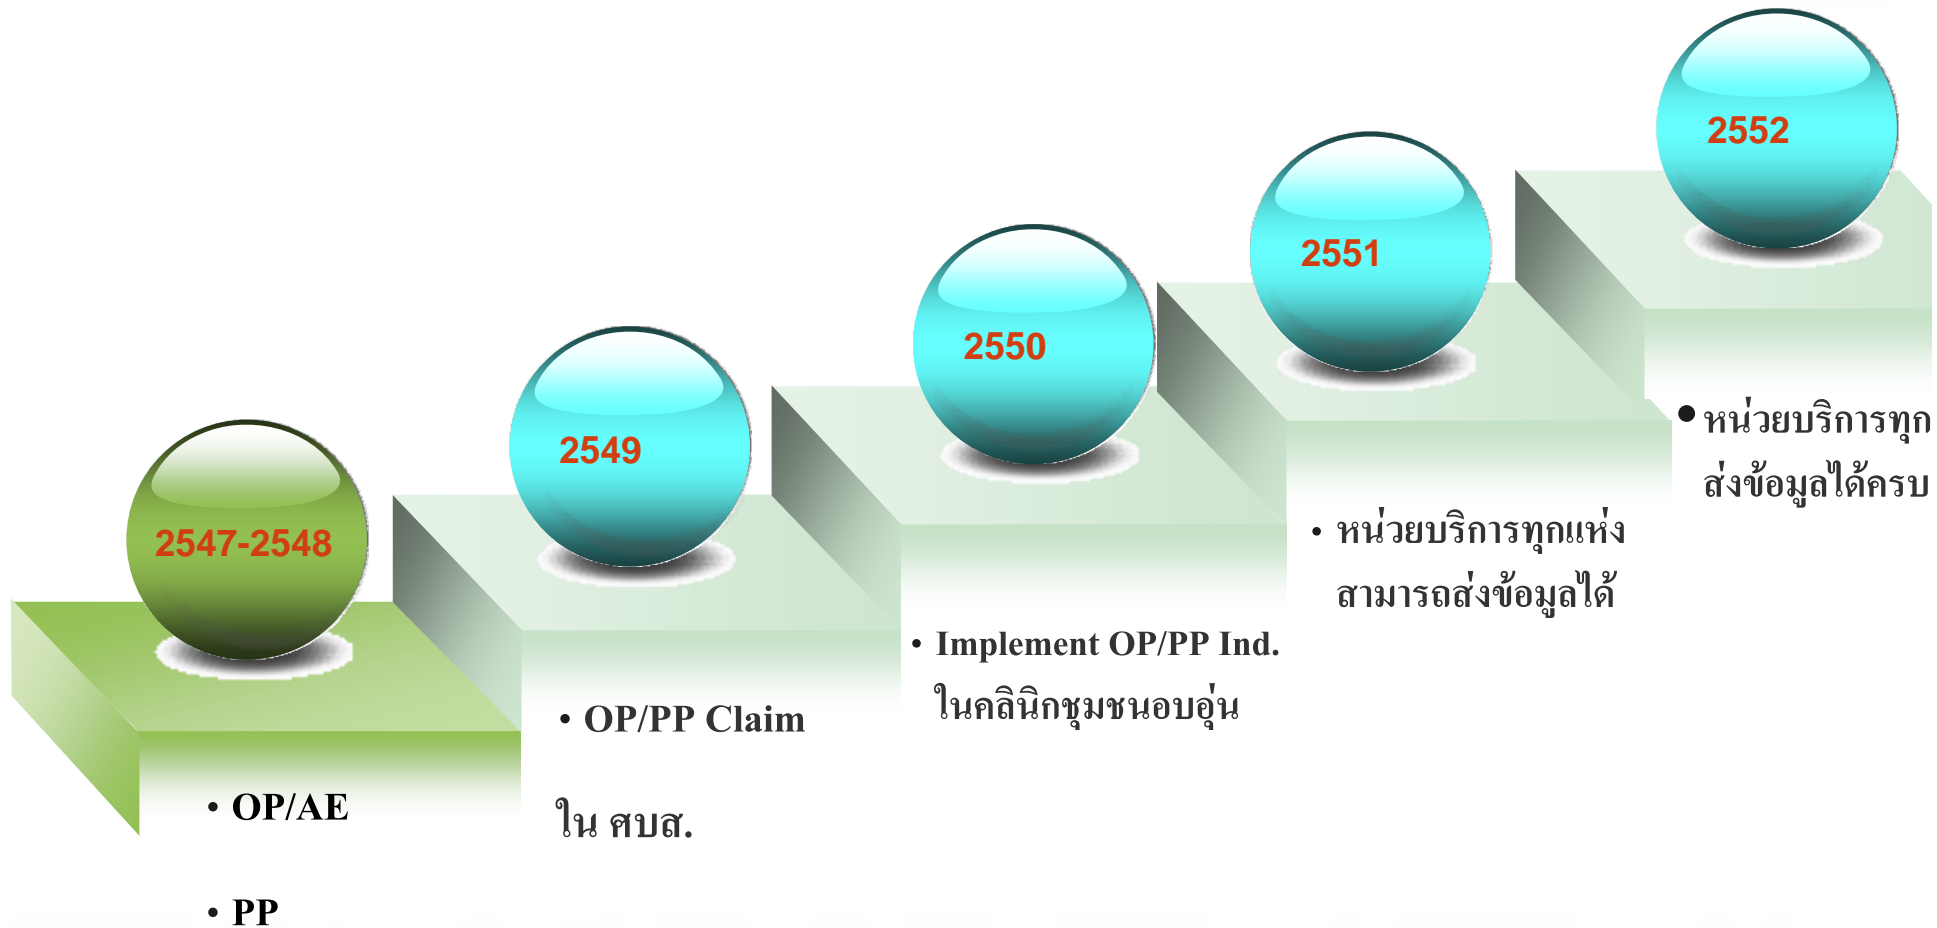 2547-2548
• OP/AE
• PP
2549
• OP/PP Claim
ใน ศบส.
2550
• Implement OP/PP Ind.
ในคลินิกชุมชนอบอุ่น
2551
• หน่วยบริการทุกแห่ง
สามารถส่งข้อมูลได้
2552
• หน่วยบริการทุก
ส่งข้อมูลได้ครบ